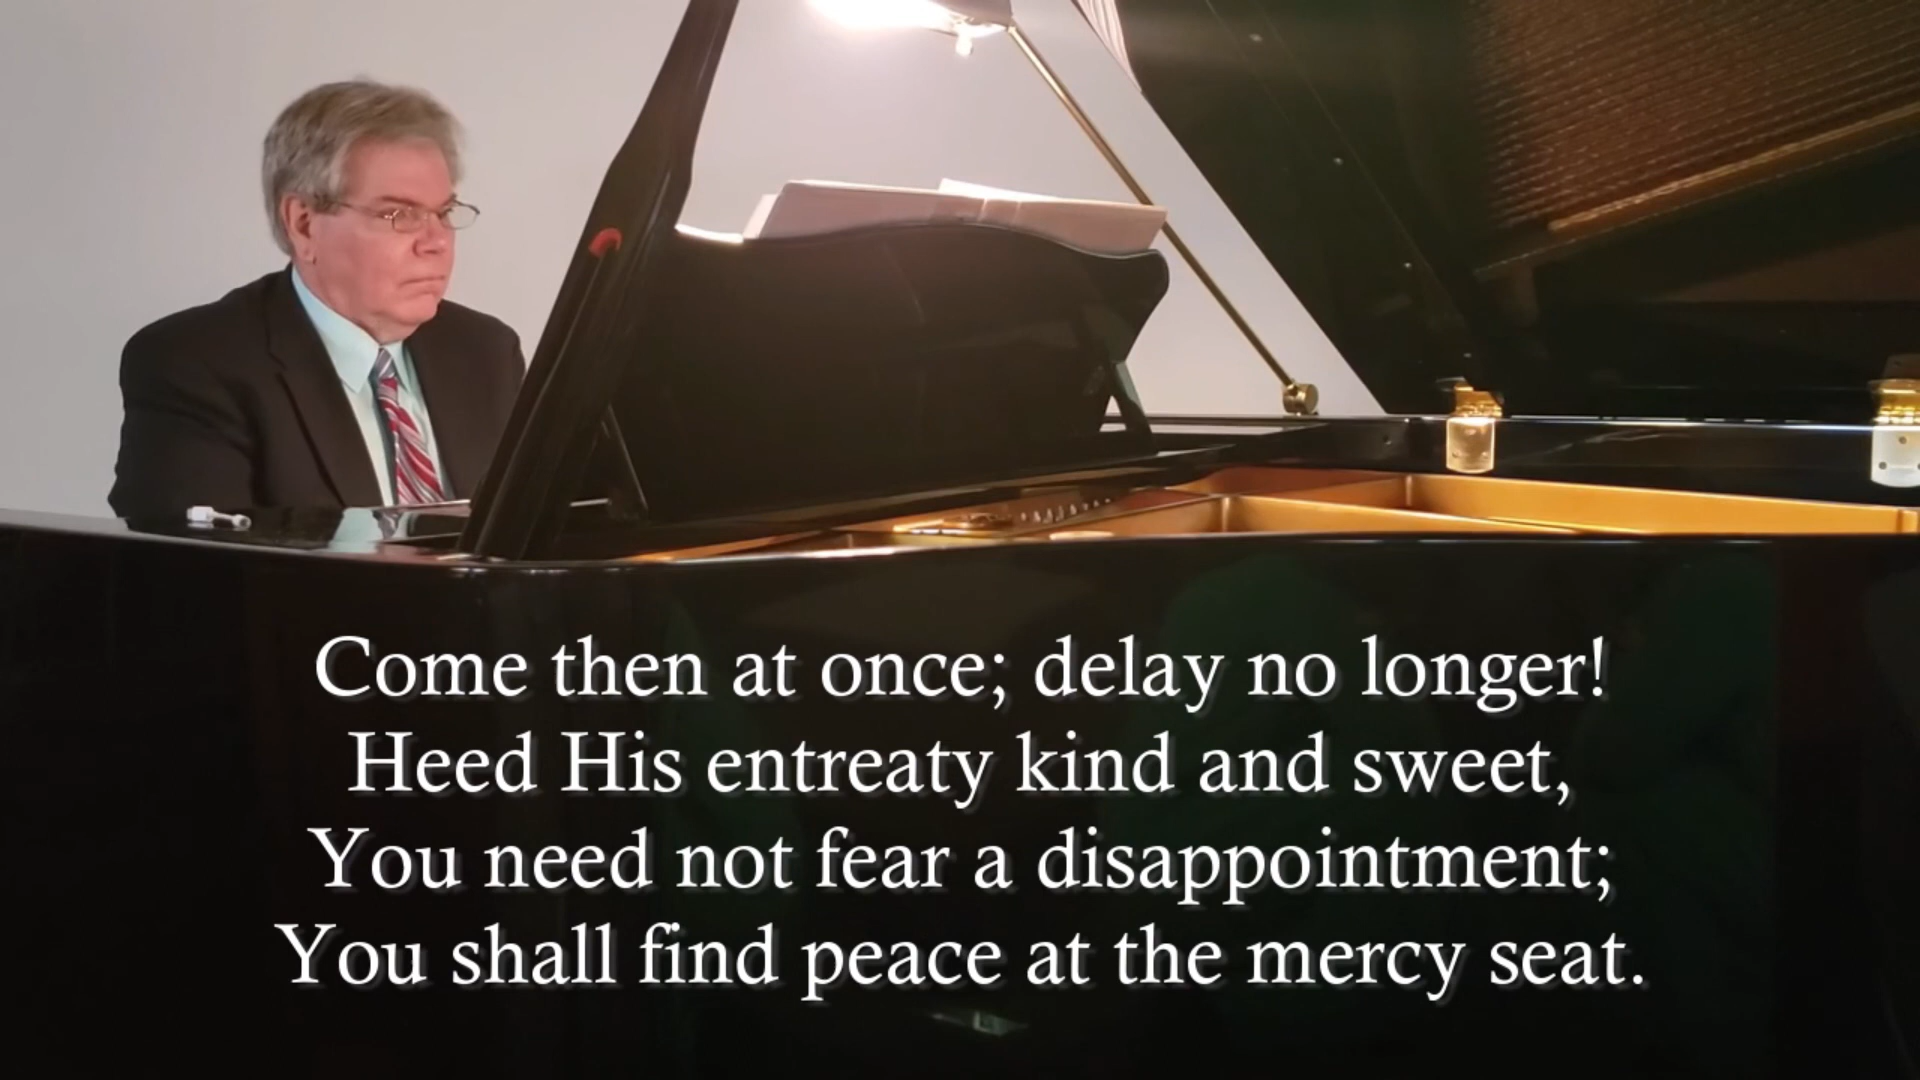 Come then at once; delay no longer!
Heed His entreaty kind and sweet,
You need not fear a disappointment;
You shall find peace at the mercy seat.